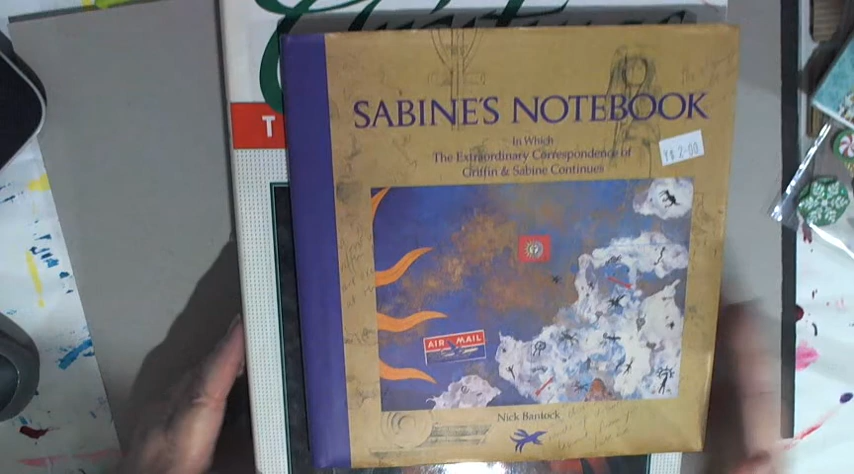 T
SABINE'S NOTEBOOK
In Which
The Extraordinary Correspondence of
Griffin & Sabine Continues
Y$ 2.00
AIR MAIL
Nick Bantock